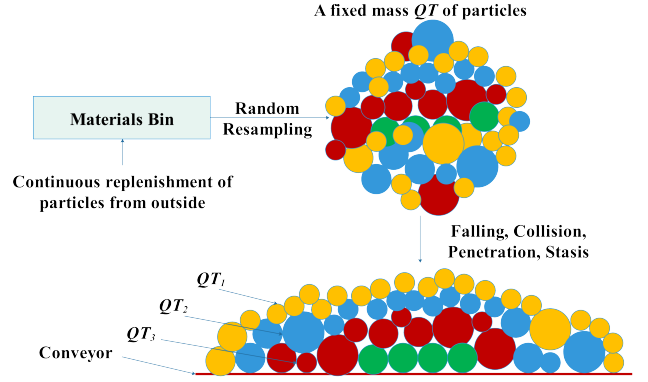 A fixed mass QT of particles
Materials Bin
Random
Resampling
Continuous replenishment of
particles from outside
Falling, Collision,
Penetration, Stasis
QT1
QT2
QT3
Conveyor